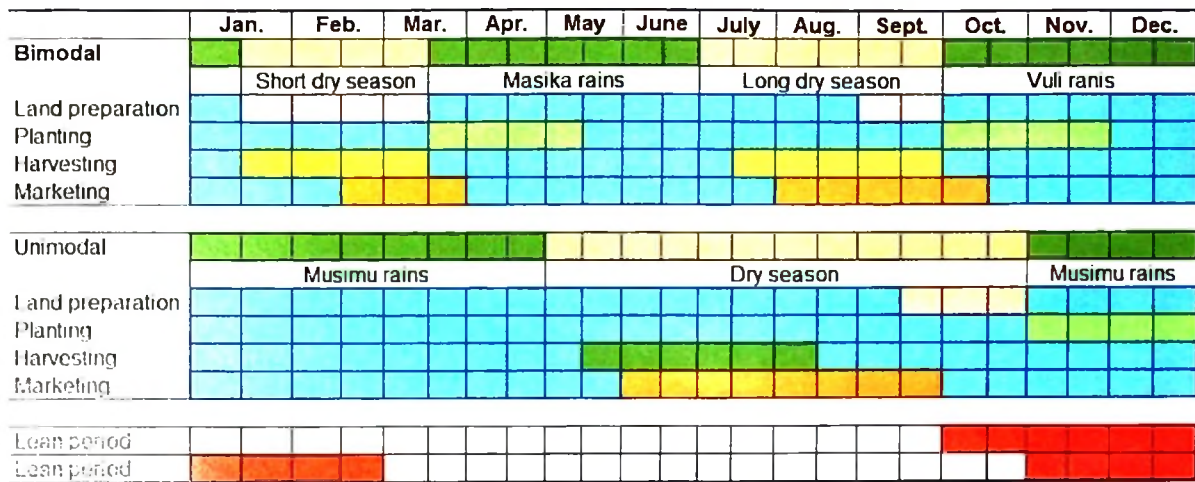 Jan. Feb. Mar. Apr. May June July Aug. Sept. Oct. Nov. Dec.
Bimodal
Short dry season Masika rains Long dry season Vuli ranis
Land preparation
Planting
Harvesting
Marketing
Unimodal
Musimu rains Dry season Musimu rains
Land preparation
Planting
Harvesting
Marketing
Lean period
Lean period